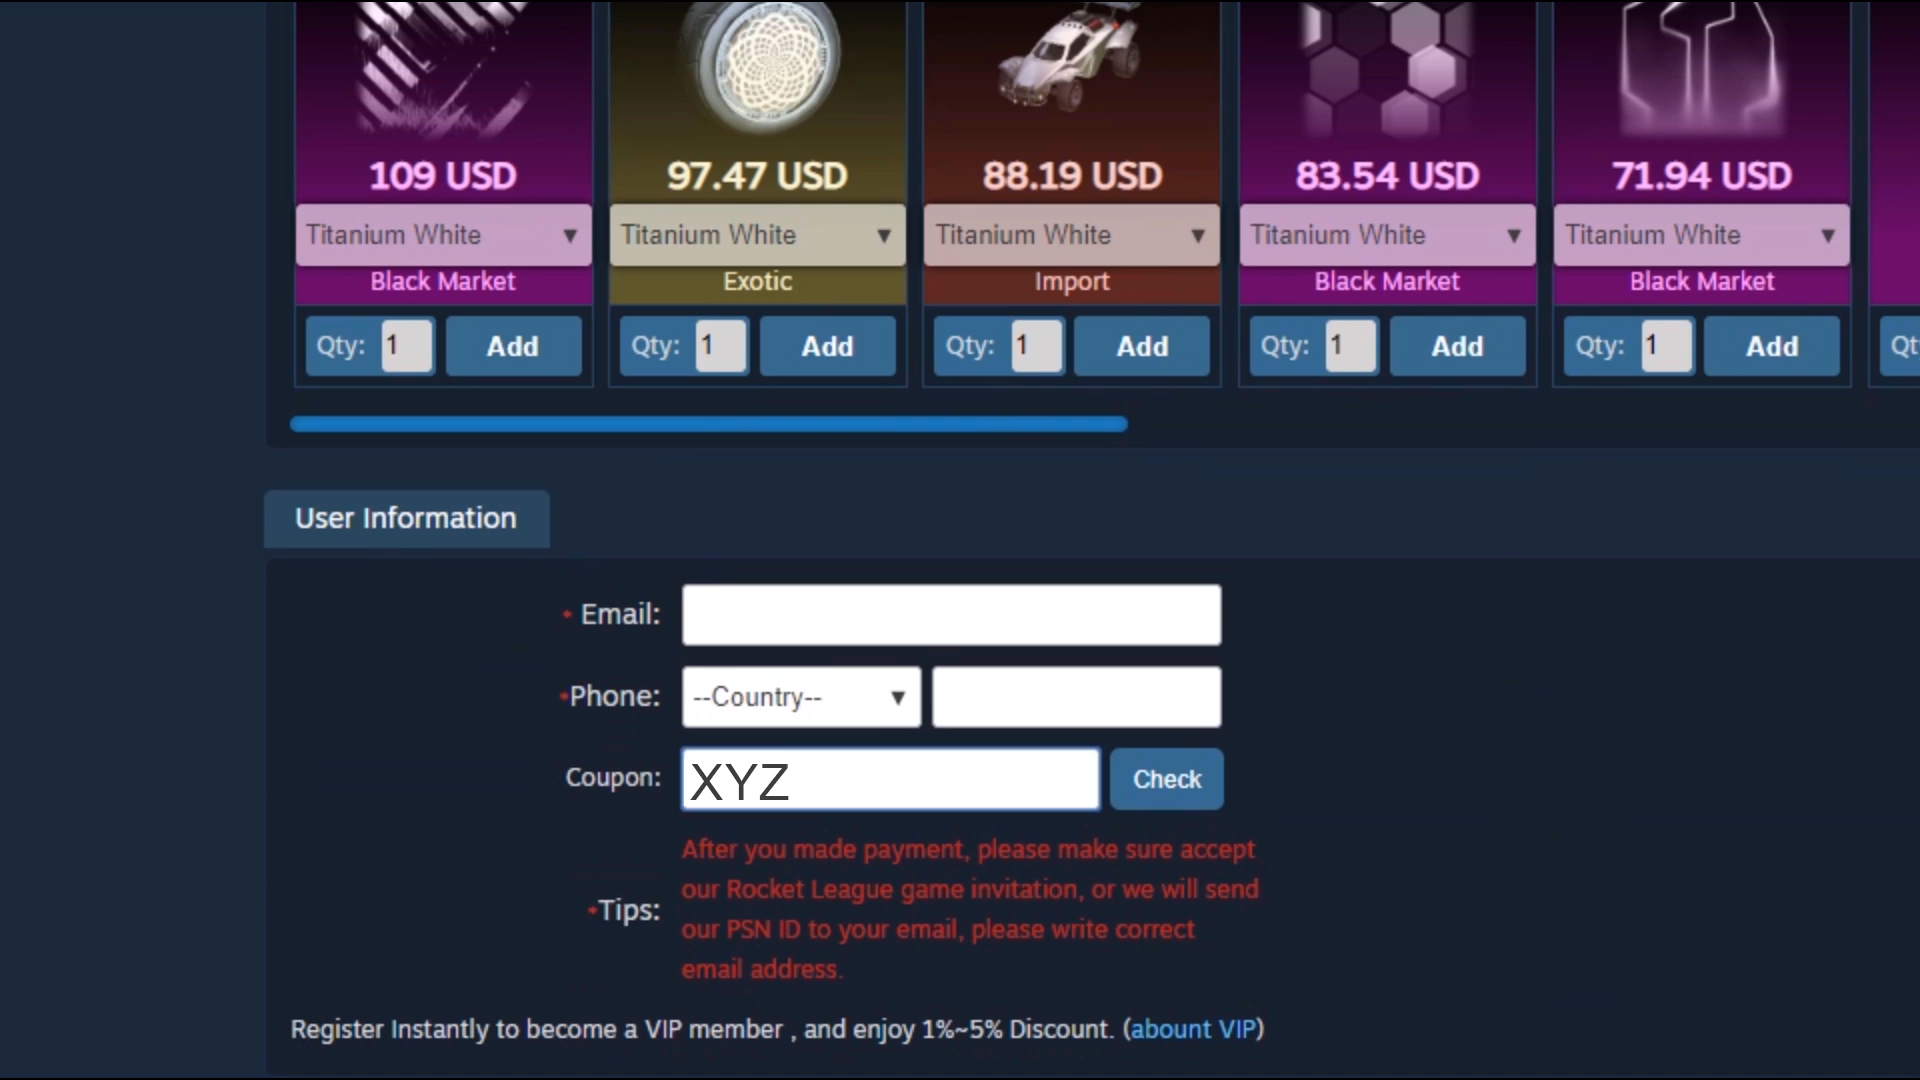 109 USD
97.47 USD
88.19 USD
83.54 USD
71.94 USD
Titanium White
Titanium White
Titanium White
Titanium White
Titanium White
Black Market
Exotic
Import
Black Market
Black Market
Qty: 1 Add
Qty: 1 Add
Qty: 1 Add
Qty: 1 Add
Qty: 1 Add
User Information
* Email:
*Phone: --Country--
Coupon: XYZ Check
*Tips:
After you made payment, please make sure accept
our Rocket League game invitation, or we will send
our PSN ID to your email, please write correct
email address.
Register Instantly to become a VIP member , and enjoy 1%~5% Discount. (abount VIP)